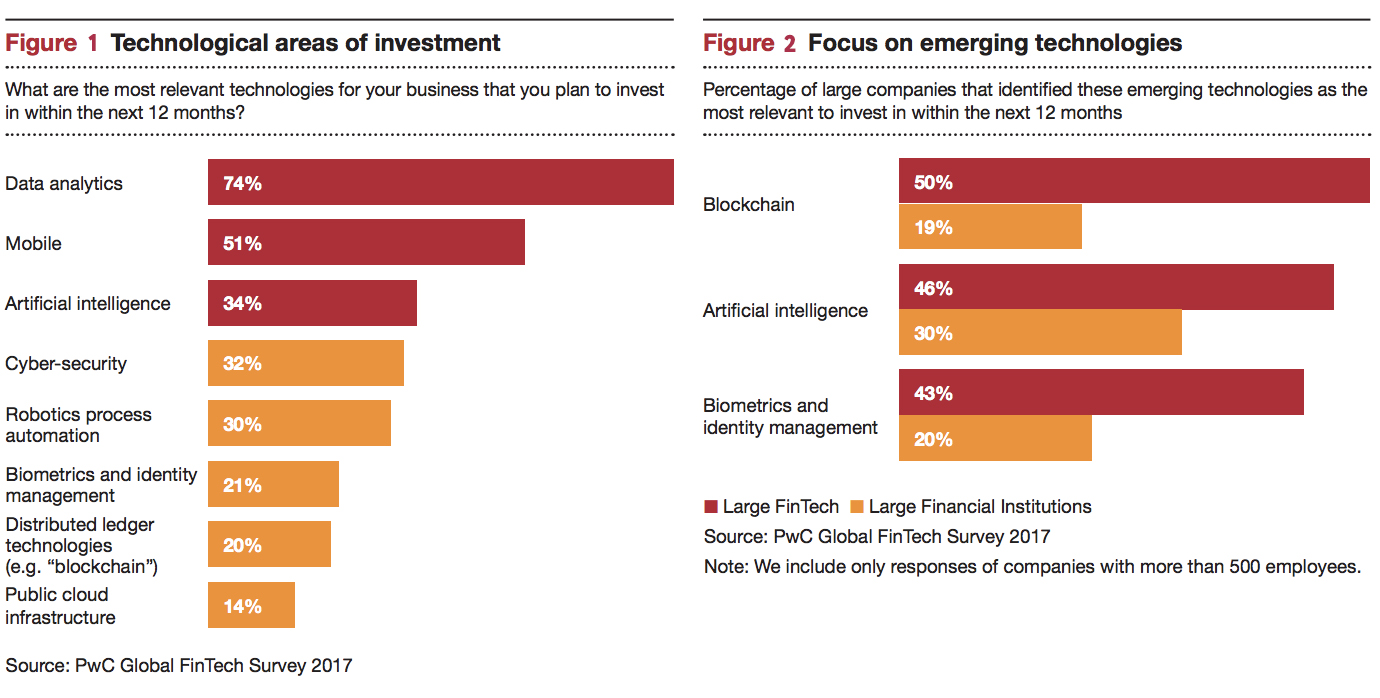 Figure 1 Technological areas of investment
What are the most relevant technologies for your business that you plan to invest
in within the next 12 months?
Data analytics
74%
Mobile
51%
Artificial intelligence
34%
Cyber-security
32%
Robotics process
automation
30%
Biometrics and identity
management
21%
Distributed ledger
technologies
(e.g. “blockchain”)
20%
Public cloud
infrastructure
14%
Source: PwC Global FinTech Survey 2017
Figure 2 Focus on emerging technologies
Percentage of large companies that identified these emerging technologies as the
most relevant to invest in within the next 12 months
Blockchain
50%
19%
Artificial intelligence
46%
30%
Biometrics and
identity management
43%
20%
Large FinTech Large Financial Institutions
Source: PwC Global FinTech Survey 2017
Note: We include only responses of companies with more than 500 employees.